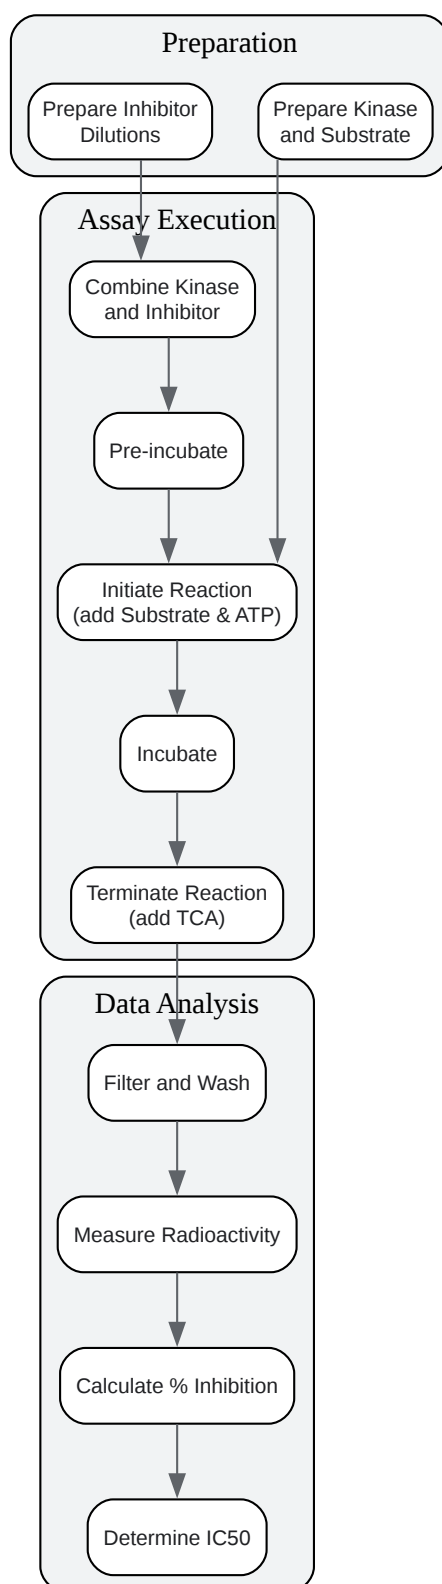 Preparation
Prepare Inhibitor
Dilutions
Prepare Kinase
and Substrate
Assay Execution
Combine Kinase
and Inhibitor
Pre-incubate
Initiate Reaction
(add Substrate & ATP)
Incubate
Terminate Reaction
(add TCA)
Data Analysis
Filter and Wash
Measure Radioactivity
Calculate % Inhibition
Determine IC50